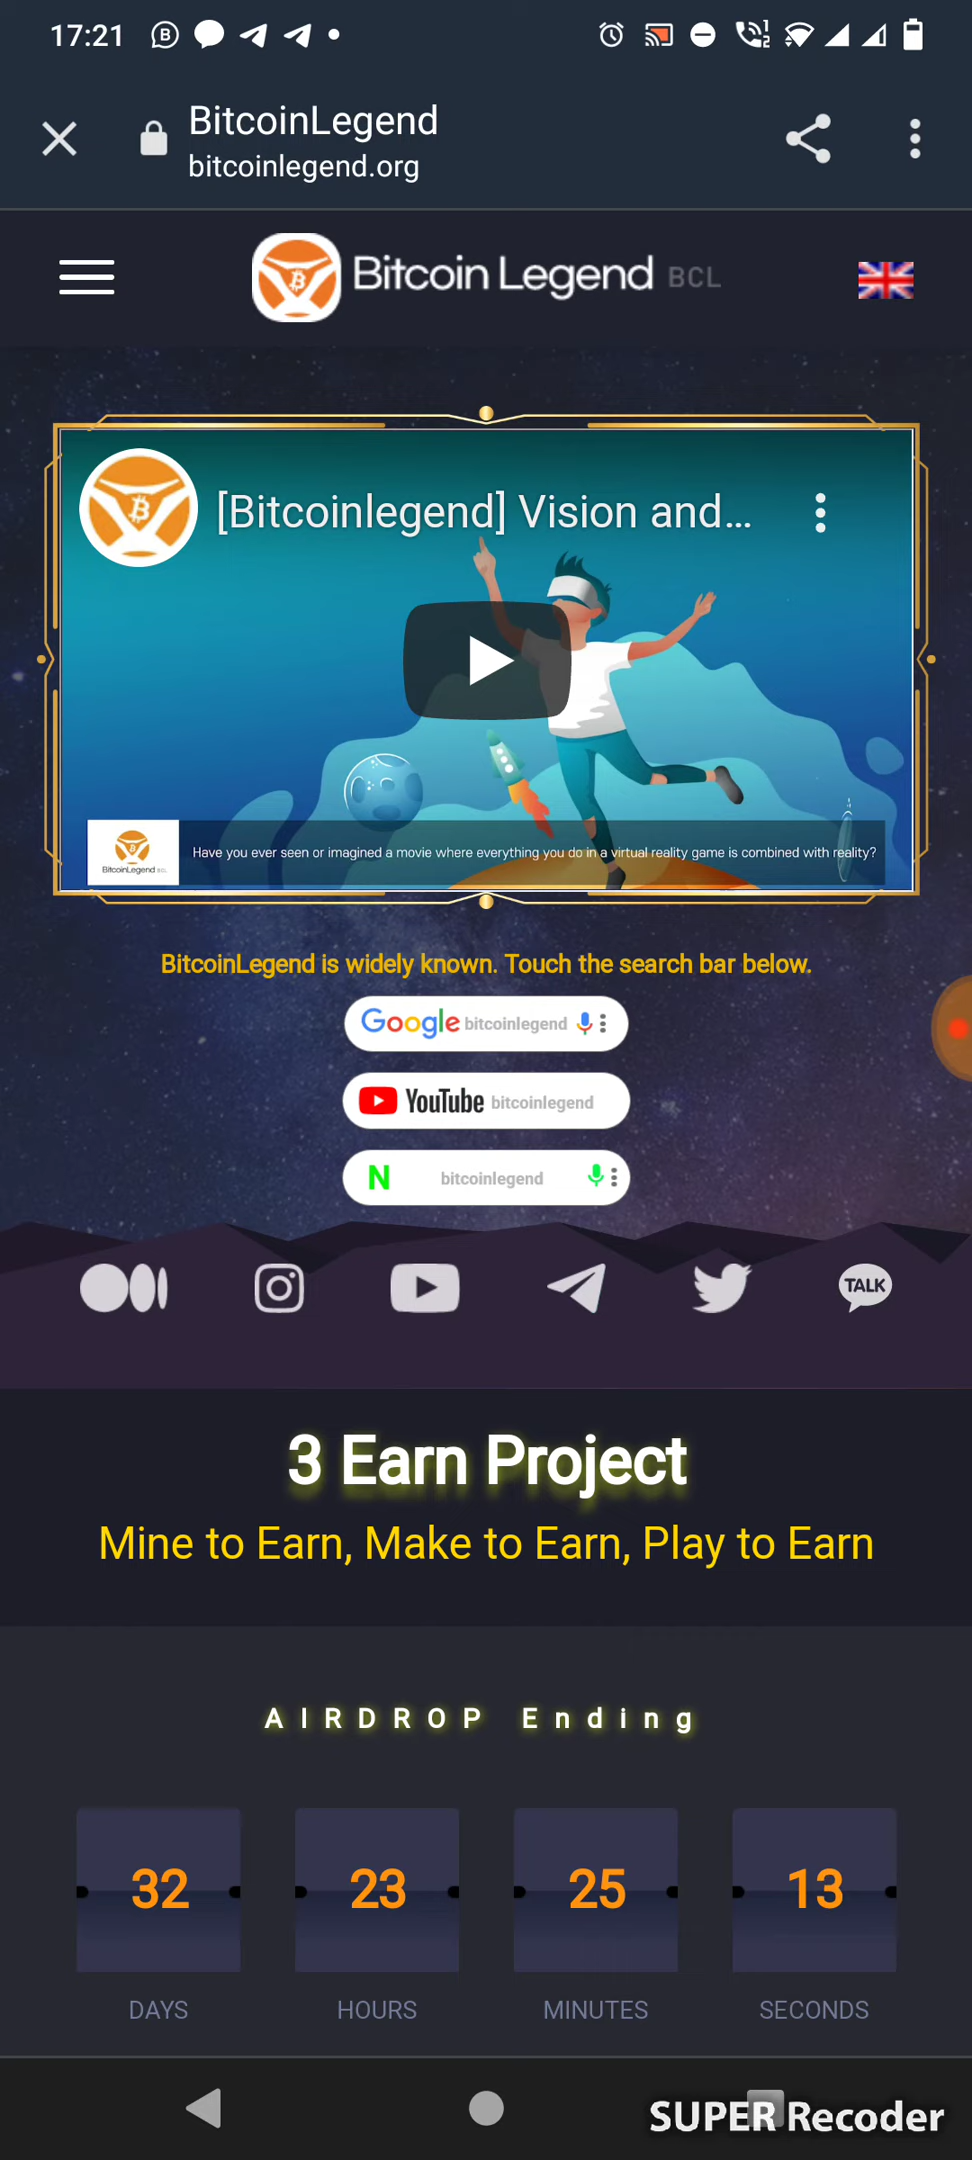 17:21
BitcoinLegend
bitcoinlegend.org
Bitcoin Legend BCL
[Bitcoinlegend] Vision and...
BitcoinLegend BCL
Have you ever seen or imagined a movie where everything you do in a virtual reality game is combined with reality?
BitcoinLegend is widely known. Touch the search bar below.
Google bitcoinlegend
YouTube bitcoinlegend
N bitcoinlegend
TALK
3 Earn Project
Mine to Earn, Make to Earn, Play to Earn
AIRDROP Ending
32 23 25 13
DAYS HOURS MINUTES SECONDS
SUPER Recoder